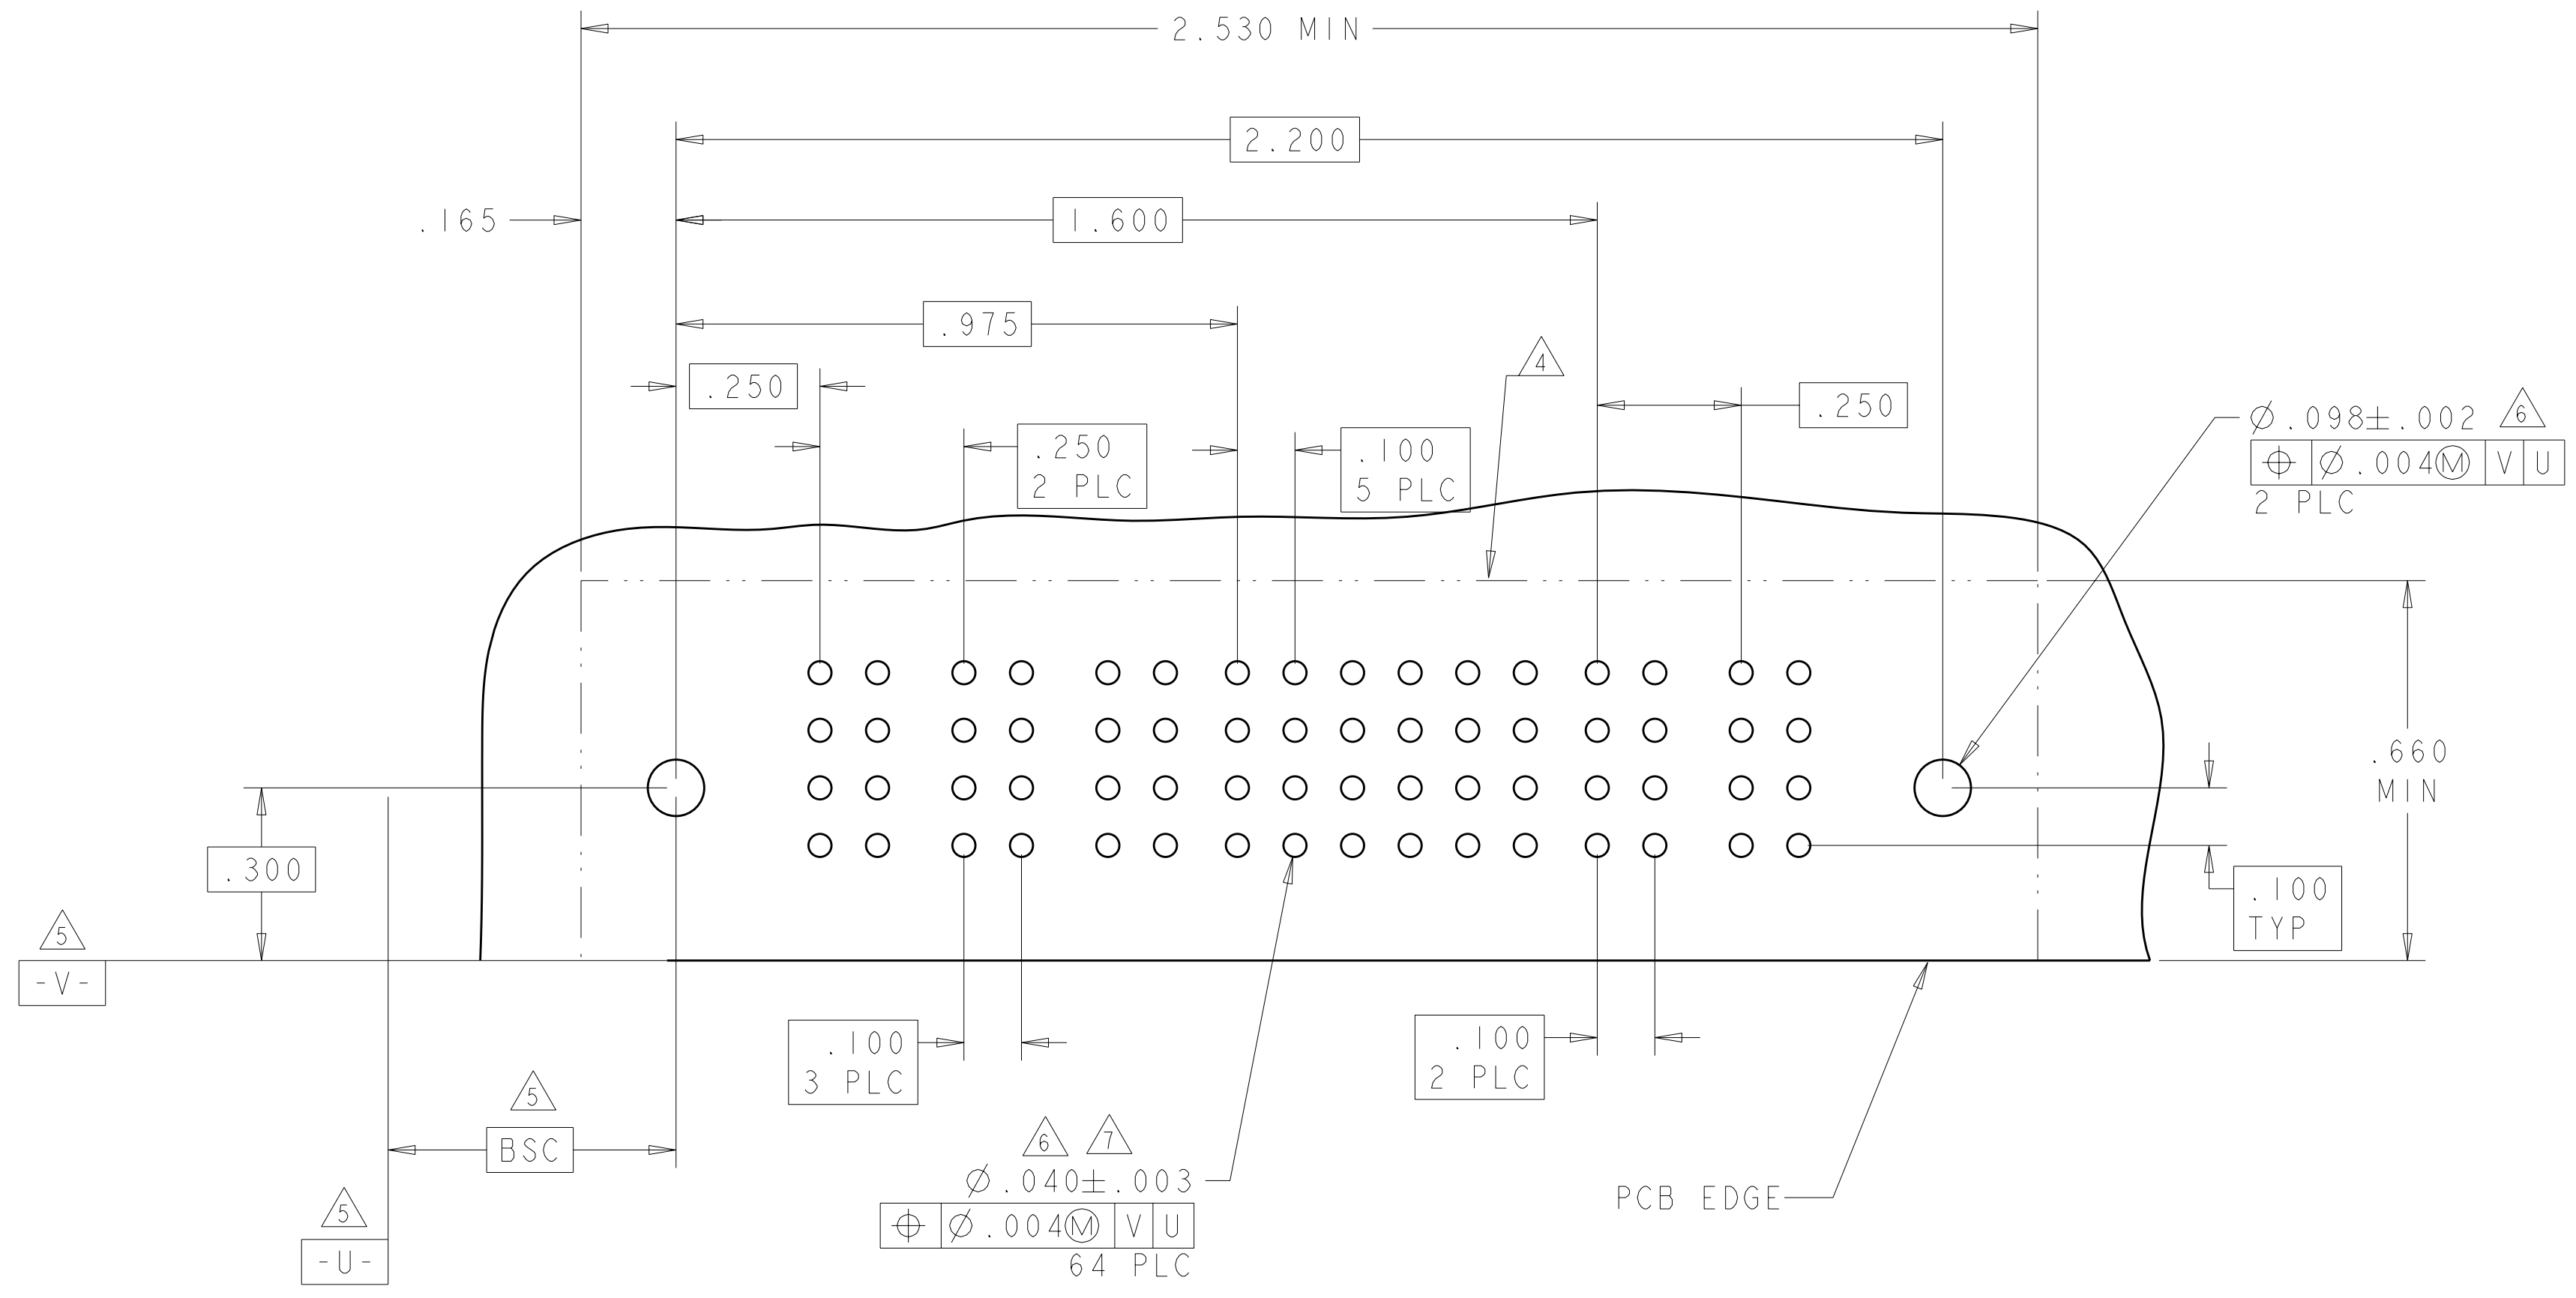 2.530 MIN
2.200
.165
1.600
.975
4
.250
.250
.250
2 PLC
.100
5 PLC
Ø.098±.002 6
⌖ Ø.004Ⓜ V U
2 PLC
.660
MIN
.300
.100
TYP
5
-V-
.100
3 PLC
.100
2 PLC
5
BSC
6 7
Ø.040±.003
⌖ Ø.004Ⓜ V U
64 PLC
PCB EDGE
5
-U-